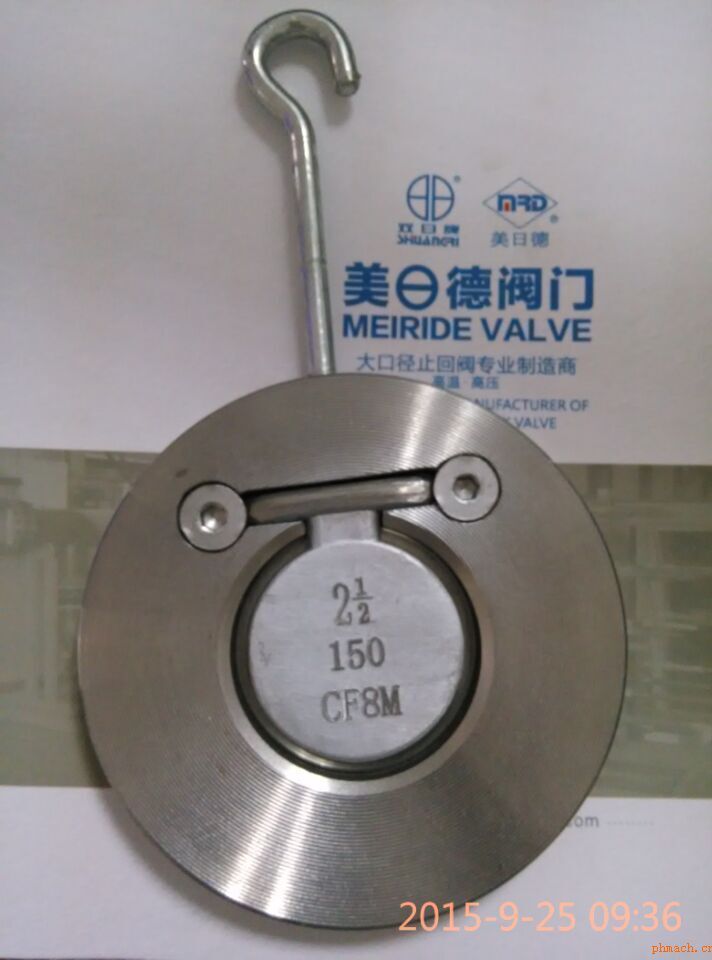 双日牌
SHUANGRI
MRD
美日德
美日德阀门
MEIRIDE VALVE
大口径止回阀专业制造商
高温·高压
NUFACTURER OF
VALVE
2½
150
CF8M
om
2015-9-25 09:36
phmach.cn